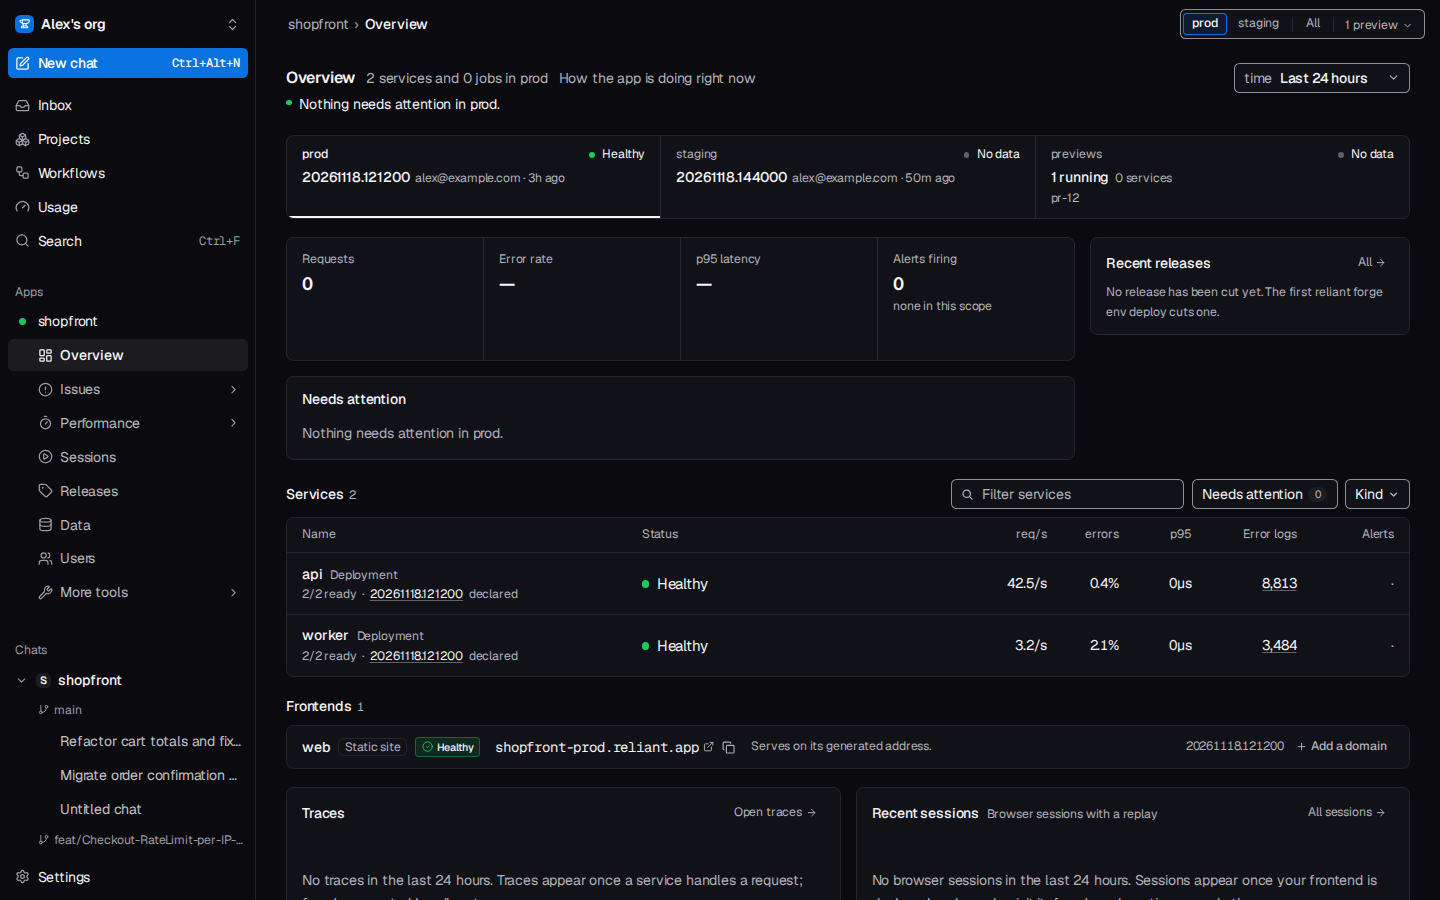 Alex's org
New chat Ctrl+Alt+N
Inbox
Projects
Workflows
Usage
Search Ctrl+F
Apps
shopfront
Overview
Issues
Performance
Sessions
Releases
Data
Users
More tools
Chats
S shopfront
main
Refactor cart totals and fix...
Migrate order confirmation ...
Untitled chat
feat/Checkout-RateLimit-per-IP-...
Settings
shopfront › Overview
prod staging All 1 preview
Overview 2 services and 0 jobs in prod How the app is doing right now
time Last 24 hours
Nothing needs attention in prod.
prod Healthy
20261118.121200 alex@example.com · 3h ago
staging No data
20261118.144000 alex@example.com · 50m ago
previews No data
1 running 0 services
pr-12
Requests
0
Error rate
—
p95 latency
—
Alerts firing
0
none in this scope
Recent releases All →
No release has been cut yet. The first reliant forge
env deploy cuts one.
Needs attention
Nothing needs attention in prod.
Services 2
Filter services
Needs attention 0
Kind
Name Status req/s errors p95 Error logs Alerts
api Deployment
2/2 ready · 20261118.121200 declared
Healthy 42.5/s 0.4% 0µs 8,813 ·
worker Deployment
2/2 ready · 20261118.121200 declared
Healthy 3.2/s 2.1% 0µs 3,484 ·
Frontends 1
web Static site Healthy shopfront-prod.reliant.app Serves on its generated address. 20261118.121200 + Add a domain
Traces Open traces →
No traces in the last 24 hours. Traces appear once a service handles a request;
Recent sessions Browser sessions with a replay All sessions →
No browser sessions in the last 24 hours. Sessions appear once your frontend is